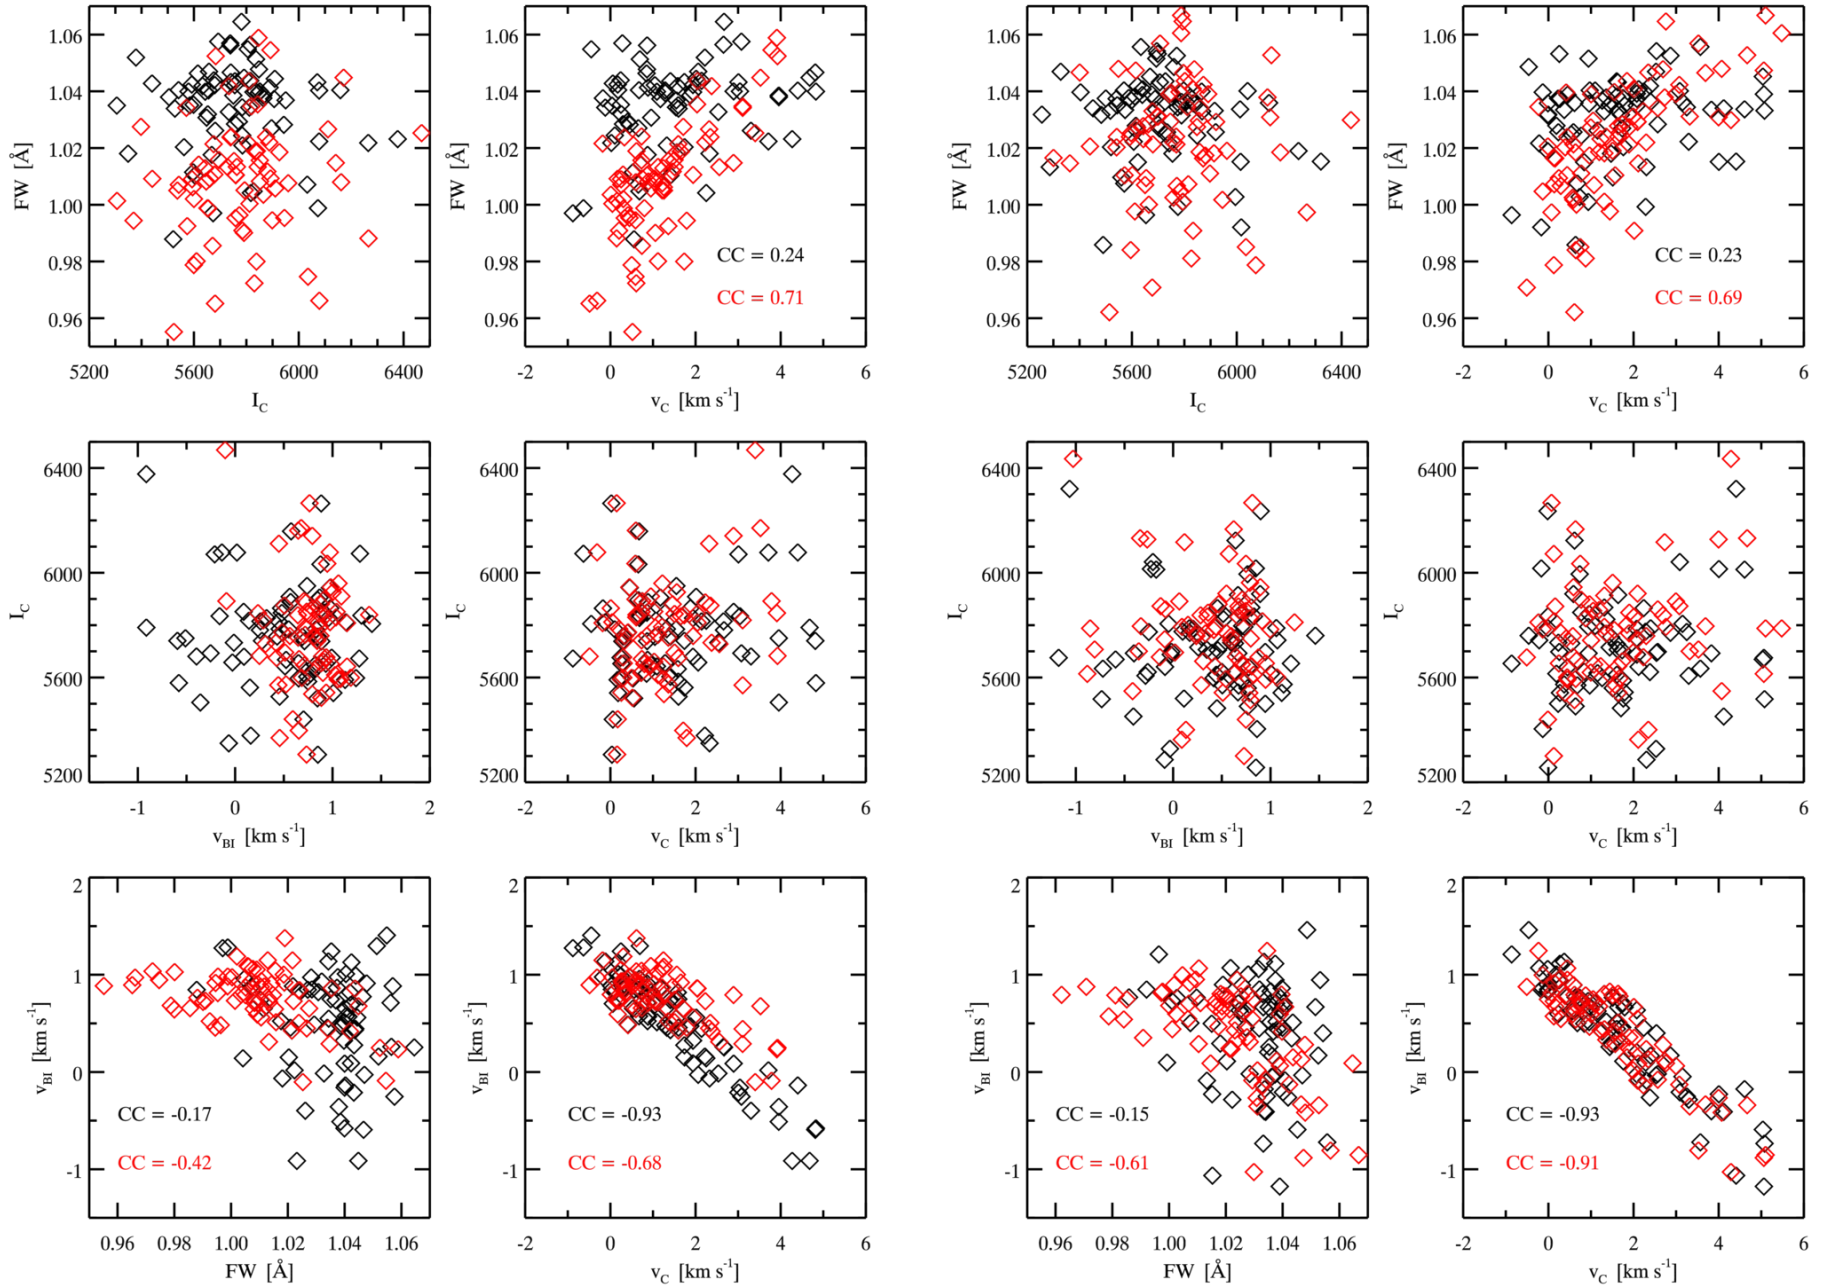 1.06
1.04
1.02
1.00
0.98
0.96
FW [Å]
5200 5600 6000 6400
I_C
1.06
1.04
1.02
1.00
0.98
0.96
FW [Å]
CC = 0.24
CC = 0.71
-2 0 2 4 6
v_C [km s⁻¹]
1.06
1.04
1.02
1.00
0.98
0.96
FW [Å]
5200 5600 6000 6400
I_C
1.06
1.04
1.02
1.00
0.98
0.96
FW [Å]
CC = 0.23
CC = 0.69
-2 0 2 4 6
v_C [km s⁻¹]
6400
6000
5600
5200
I_C
-1 0 1 2
v_BI [km s⁻¹]
6400
6000
5600
5200
I_C
-2 0 2 4 6
v_C [km s⁻¹]
6400
6000
5600
5200
I_C
-1 0 1 2
v_BI [km s⁻¹]
6400
6000
5600
5200
I_C
-2 0 2 4 6
v_C [km s⁻¹]
2
1
0
-1
v_BI [km s⁻¹]
CC = -0.17
CC = -0.42
0.96 0.98 1.00 1.02 1.04 1.06
FW [Å]
2
1
0
-1
v_BI [km s⁻¹]
CC = -0.93
CC = -0.68
-2 0 2 4 6
v_C [km s⁻¹]
2
1
0
-1
v_BI [km s⁻¹]
CC = -0.15
CC = -0.61
0.96 0.98 1.00 1.02 1.04 1.06
FW [Å]
2
1
0
-1
v_BI [km s⁻¹]
CC = -0.93
CC = -0.91
-2 0 2 4 6
v_C [km s⁻¹]